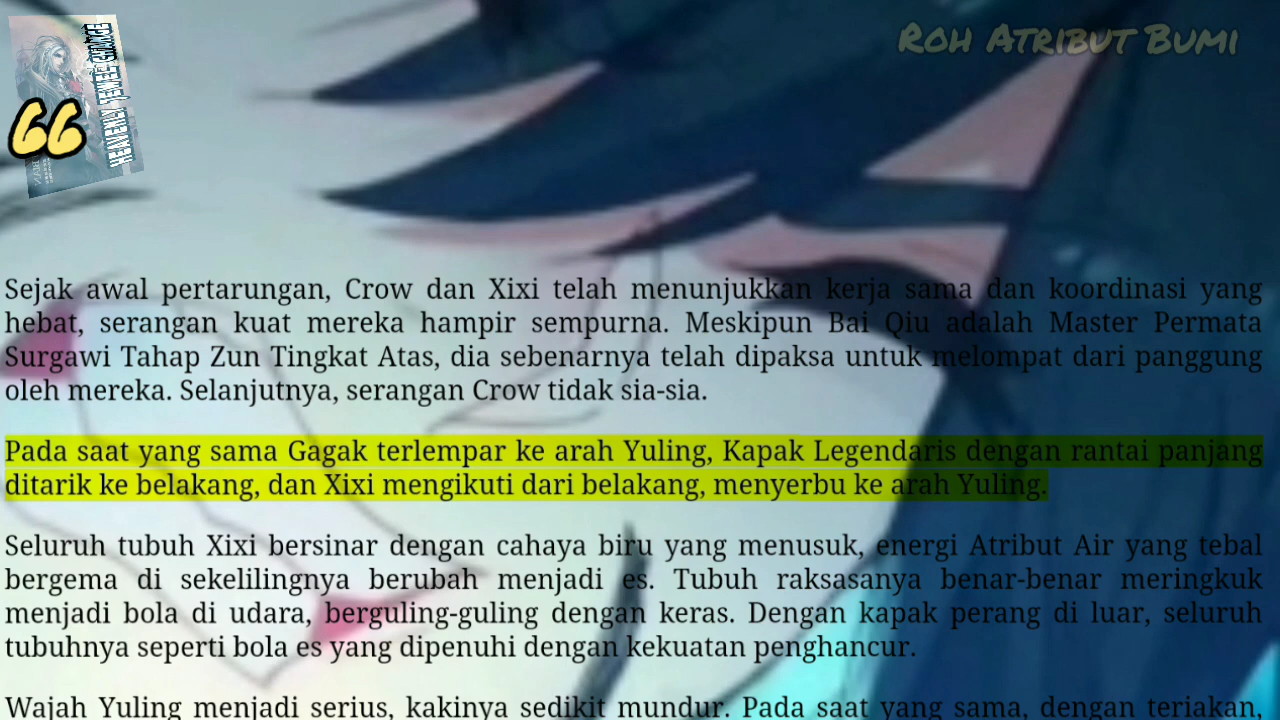 Roh Atribut Bumi
HEAVENLY JEWEL CHANGE
66
Sejak awal pertarungan, Crow dan Xixi telah menunjukkan kerja sama dan koordinasi yang
hebat, serangan kuat mereka hampir sempurna. Meskipun Bai Qiu adalah Master Permata
Surgawi Tahap Zun Tingkat Atas, dia sebenarnya telah dipaksa untuk melompat dari panggung
oleh mereka. Selanjutnya, serangan Crow tidak sia-sia.
Pada saat yang sama Gagak terlempar ke arah Yuling, Kapak Legendaris dengan rantai panjang
ditarik ke belakang, dan Xixi mengikuti dari belakang, menyerbu ke arah Yuling.
Seluruh tubuh Xixi bersinar dengan cahaya biru yang menusuk, energi Atribut Air yang tebal
bergema di sekelilingnya berubah menjadi es. Tubuh raksasanya benar-benar meringkuk
menjadi bola di udara, berguling-guling dengan keras. Dengan kapak perang di luar, seluruh
tubuhnya seperti bola es yang dipenuhi dengan kekuatan penghancur.
Wajah Yuling menjadi serius, kakinya sedikit mundur. Pada saat yang sama, dengan teriakan,